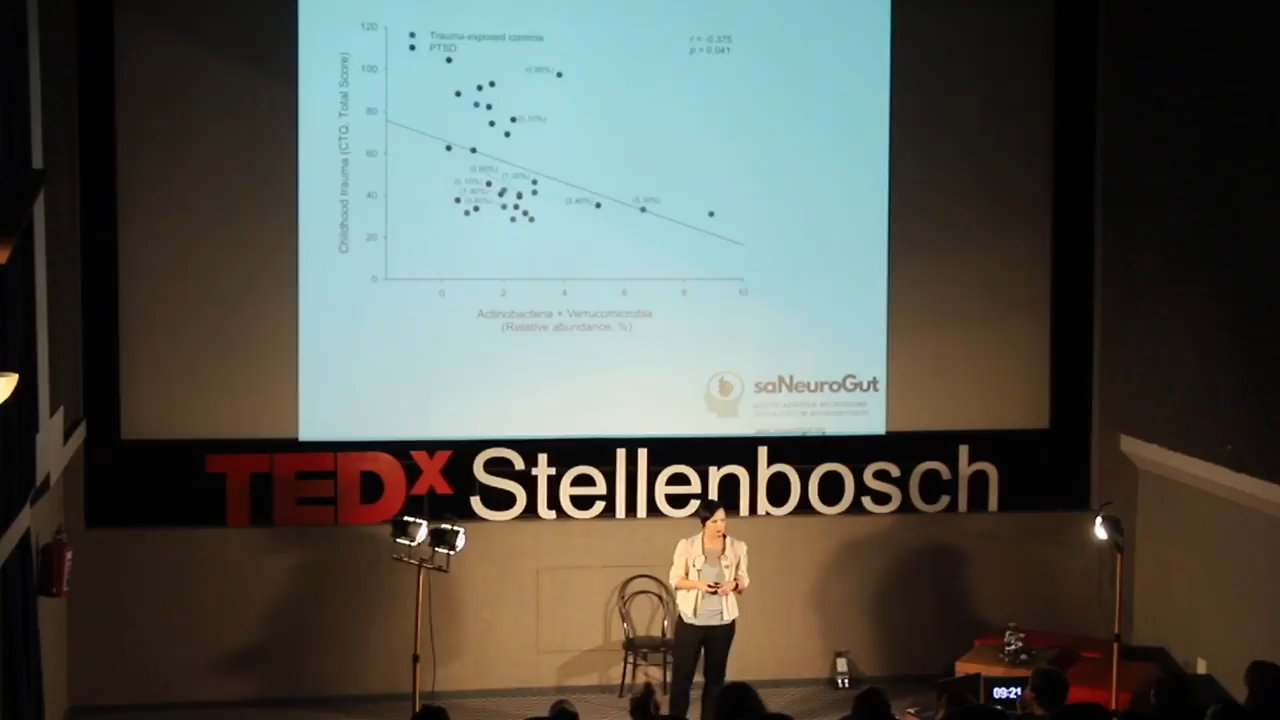 120
Trauma-exposed controls
PTSD
r = -0.375
p = 0.041
100
80
60
40
20
0
Childhood trauma (CTQ, Total Score)
0 2 4 6 8 10
Actinobacteria + Verrucomicrobia
(Relative abundance, %)
saNeuroGut
TEDx Stellenbosch
09:21